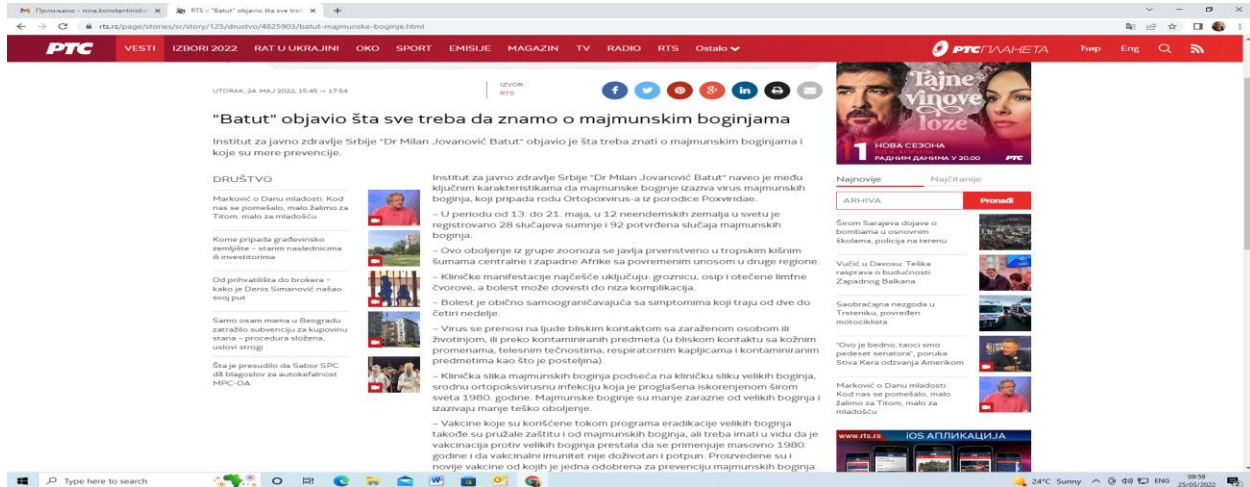 Примљено - nina.konstantinidi
RTS :: "Batut" objavio šta sve treb
rts.rs/page/stories/sr/story/125/drustvo/4825903/batut-majmunske-boginje.html
РТС VESTI IZBORI 2022 RAT U UKRAJINI OKO SPORT EMISIJE MAGAZIN TV RADIO RTS Ostalo РТС ПЛАНЕТА Ћир Eng
UTORAK, 24. MAJ 2022, 15:45 -> 17:54
IZVOR:
RTS
"Batut" objavio šta sve treba da znamo o majmunskim boginjama
Institut za javno zdravlje Srbije "Dr Milan Jovanović Batut" objavio je šta treba znati o majmunskim boginjama i
koje su mere prevencije.
DRUŠTVO
Marković o Danu mladosti: Kod
nas se pomešalo, malo žalimo za
Titom, malo za mladošću
Kome pripada građevinsko
zemljište – starim naslednicima
ili investitorima
Od prihvatilišta do brokera –
kako je Denis Simanović našao
svoj put
Samo osam mama u Beogradu
zatražilo subvenciju za kupovinu
stana – procedura složena,
uslovi strogi
Šta je presudilo da Sabor SPC
dâ blagoslov za autokefalnost
MPC-OA
Institut za javno zdravlje Srbije "Dr Milan Jovanović Batut" naveo je među
ključnim karakteristikama da majmunske boginje izaziva virus majmunskih
boginja, koji pripada rodu Ortopoxvirus-a iz porodice Poxviridae.
– U periodu od 13. do 21. maja, u 12 neendemskih zemalja u svetu je
registrovano 28 slučajeva sumnje i 92 potvrđena slučaja majmunskih
boginja.
– Ovo oboljenje iz grupe zoonoza se javlja prvenstveno u tropskim kišnim
šumama centralne i zapadne Afrike sa povremenim unosom u druge regione.
– Kliničke manifestacije najčešće uključuju: groznicu, osip i otečene limfne
čvorove, a bolest može dovesti do niza komplikacija.
– Bolest je obično samoograničavajuća sa simptomima koji traju od dve do
četiri nedelje.
– Virus se prenosi na ljude bliskim kontaktom sa zaraženom osobom ili
životinjom, ili preko kontaminiranih predmeta (u bliskom kontaktu sa kožnim
promenama, telesnim tečnostima, respiratornim kapljicama i kontaminiranim
predmetima kao što je posteljina).
– Klinička slika majmunskih boginja podseća na kliničku sliku velikih boginja,
srodnu ortopoksvirusnu infekciju koja je proglašena iskorenjenom širom
sveta 1980. godine. Majmunske boginje su manje zarazne od velikih boginja i
izazivaju manje teško oboljenje.
– Vakcine koje su korišćene tokom programa eradikacije velikih boginja
takođe su pružale zaštitu i od majmunskih boginja, ali treba imati u vidu da je
vakcinacija protiv velikih boginja prestala da se primenjuje masovno 1980.
godine i da vakcinalni imunitet nije doživotan i potpun. Proizvedene su i
novije vakcine od kojih je jedna odobrena za prevenciju majmunskih boginja.
Tajne
vinove
loze
1 НОВА СЕЗОНА
ОД 6. АПРИЛА
РАДНИМ ДАНИМА У 20.00 РТС
Najnovije Najčitanije
ARHIVA Pronađi
Širom Sarajeva dojave o
bombama u osnovnim
školama, policija na terenu
Vučić u Davosu: Teška
rasprava o budućnosti
Zapadnog Balkana
Saobraćajna nezgoda u
Trsteniku, povređen
motociklista
"Ovo je bedno, taoci smo
pedeset senatora", poruka
Stiva Kera odzvanja Amerikom
Marković o Danu mladosti:
Kod nas se pomešalo, malo
žalimo za Titom, malo za
mladošću
www.rts.rs iOS АПЛИКАЦИЈА
Type here to search
24°C Sunny ENG 09:59
25/05/2022